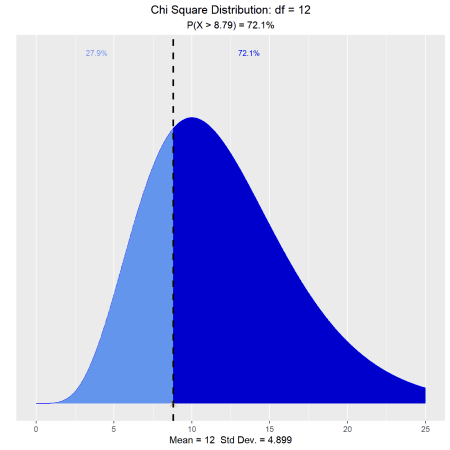 Chi Square Distribution: df = 12
P(X > 8.79) = 72.1%
27.9% 72.1%
0 5 10 15 20 25
Mean = 12 Std Dev. = 4.899